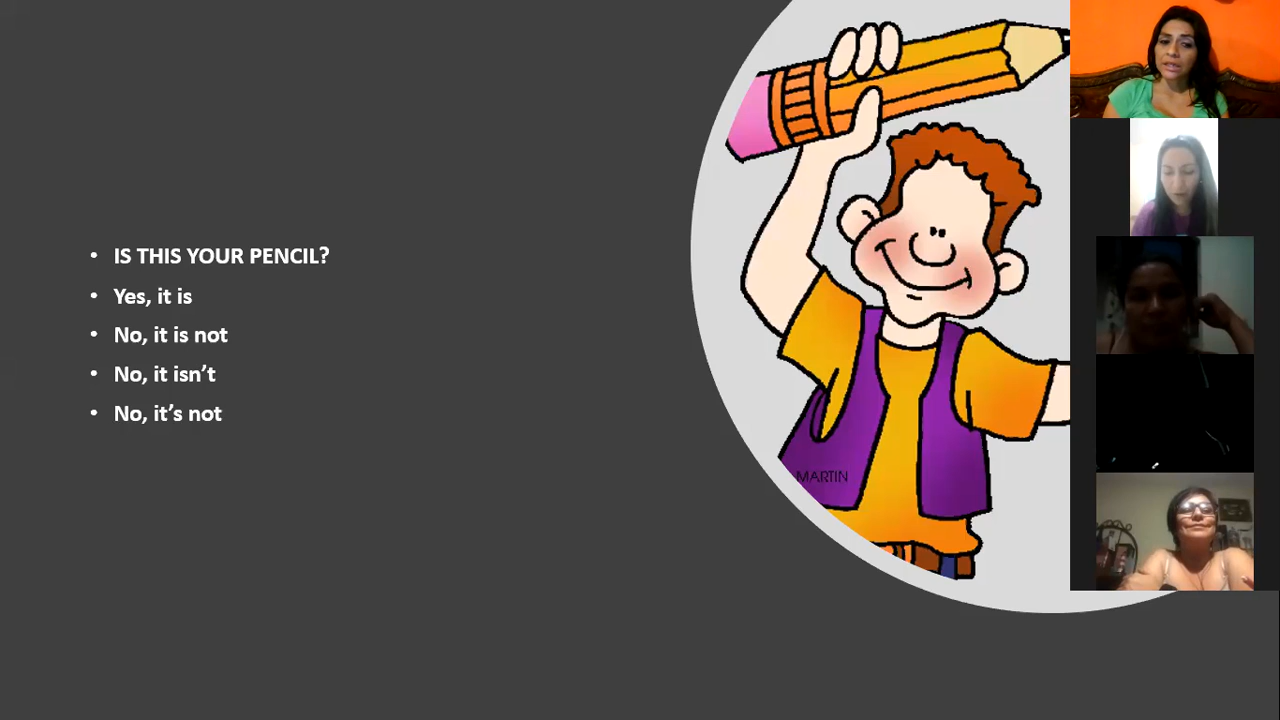 IS THIS YOUR PENCIL?
Yes, it is
No, it is not
No, it isn’t
No, it’s not
MARTIN